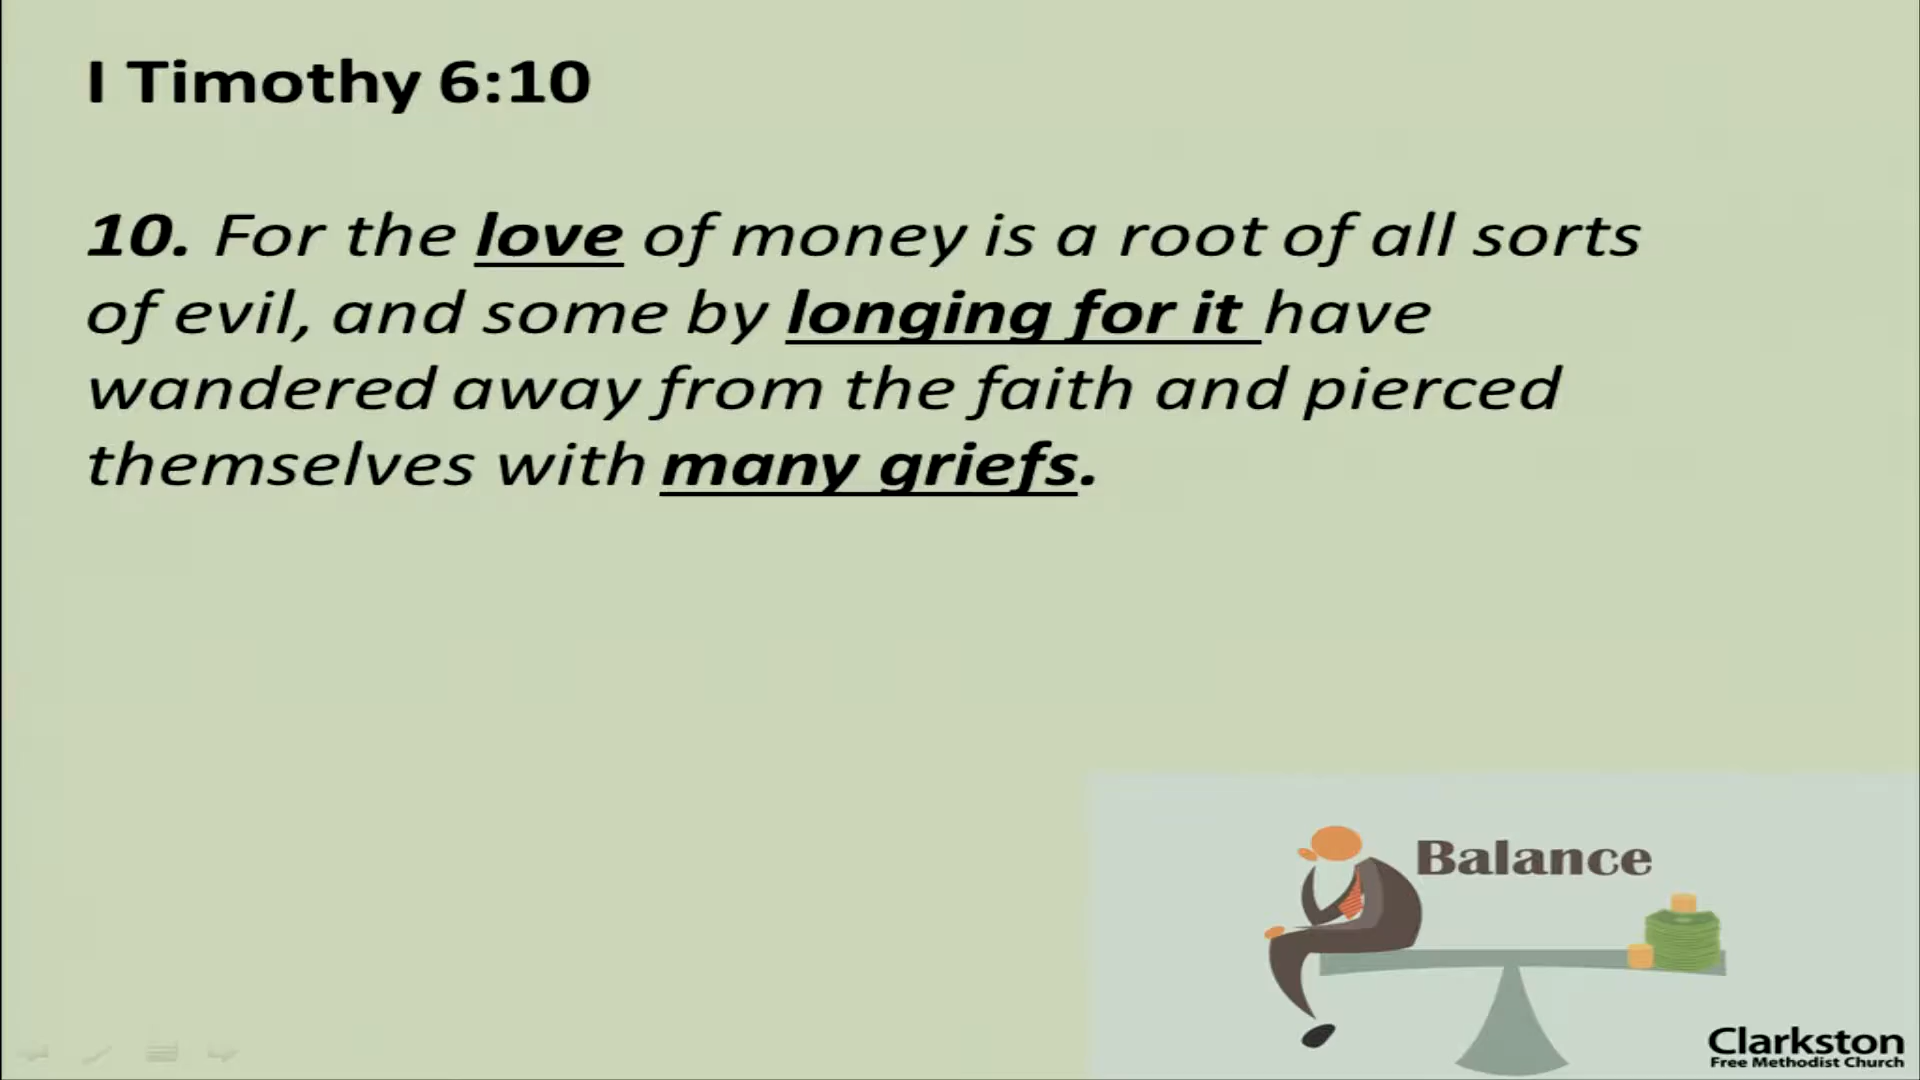 I Timothy 6:10
10. For the love of money is a root of all sorts
of evil, and some by longing for it have
wandered away from the faith and pierced
themselves with many griefs.
Balance
Clarkston
Free Methodist Church